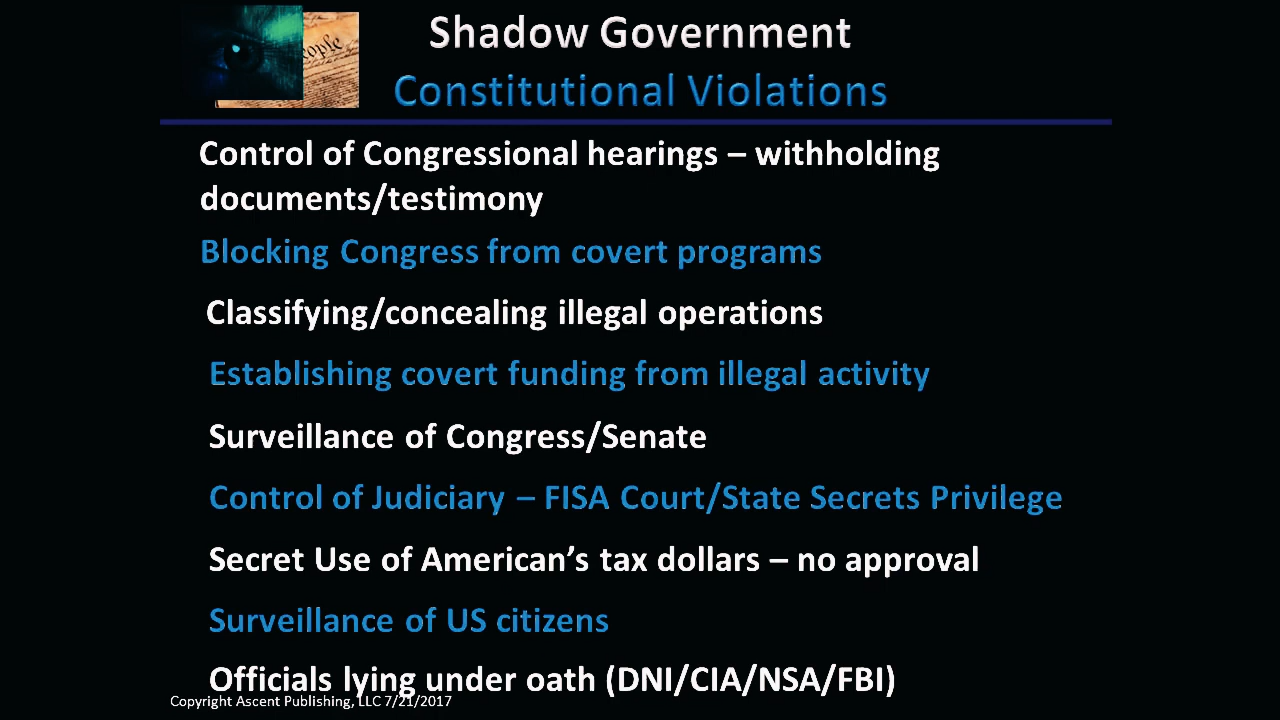 People
Shadow Government
Constitutional Violations
Control of Congressional hearings – withholding
documents/testimony
Blocking Congress from covert programs
Classifying/concealing illegal operations
Establishing covert funding from illegal activity
Surveillance of Congress/Senate
Control of Judiciary – FISA Court/State Secrets Privilege
Secret Use of American’s tax dollars – no approval
Surveillance of US citizens
Officials lying under oath (DNI/CIA/NSA/FBI)
Copyright Ascent Publishing, LLC 7/21/2017